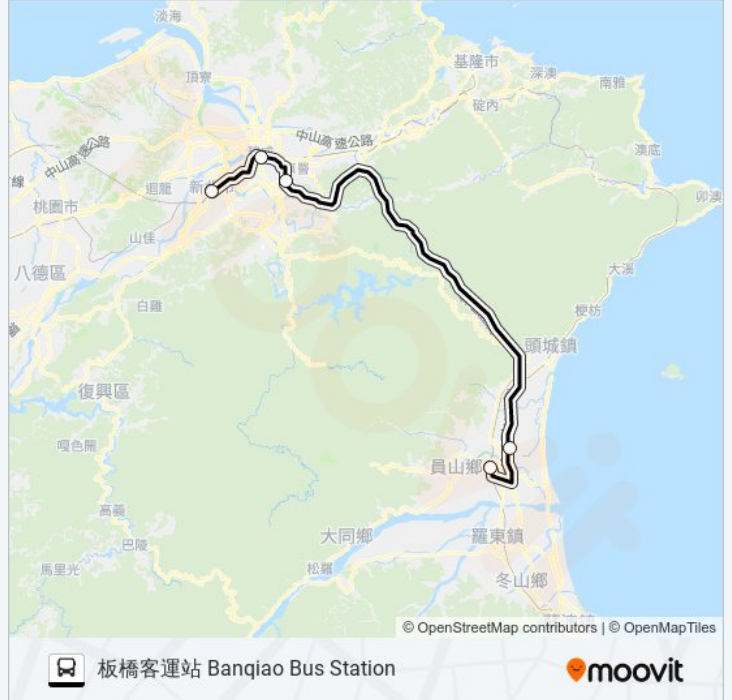 淡海
頂寮
基隆市
深澳
南雅
碇內
中山高速公路
中山高速公路
澳底
迴龍
桃園市
卯澳
山佳
八德區
大溪
白雞
梗枋
頭城鎮
復興區
嘎色鬧
員山鄉
高義
大同鄉
羅東鎮
巴陵
松羅
馬里光
冬山鄉
© OpenStreetMap contributors | © OpenMapTiles
板橋客運站 Banqiao Bus Station
moovit